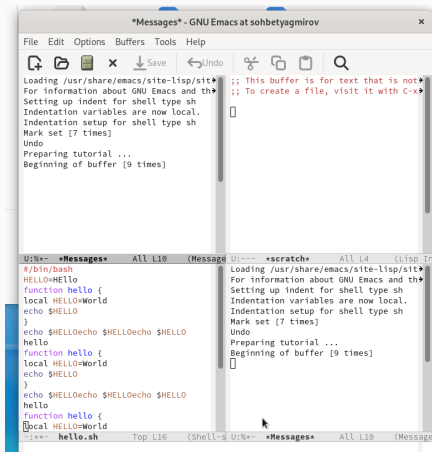 *Messages* - GNU Emacs at sohbetyagmirov
File Edit Options Buffers Tools Help
Save Undo
Loading /usr/share/emacs/site-lisp/sit
For information about GNU Emacs and th
Setting up indent for shell type sh
Indentation variables are now local.
Indentation setup for shell type sh
Mark set [7 times]
Undo
Preparing tutorial ...
Beginning of buffer [9 times]
U:%*- *Messages* All L10 (Message
;; This buffer is for text that is not
;; To create a file, visit it with C-x
U:--- *scratch* All L4 (Lisp In
#/bin/bash
HELLO=HEllo
function hello {
local HELLO=World
echo $HELLO
}
echo $HELLOecho $HELLOecho $HELLO
hello
function hello {
local HELLO=World
echo $HELLO
}
echo $HELLOecho $HELLOecho $HELLO
hello
function hello {
local HELLO=World
-:**- hello.sh Top L16 (Shell-s
Loading /usr/share/emacs/site-lisp/sit
For information about GNU Emacs and th
Setting up indent for shell type sh
Indentation variables are now local.
Indentation setup for shell type sh
Mark set [7 times]
Undo
Preparing tutorial ...
Beginning of buffer [9 times]
U:%*- *Messages* All L10 (Message